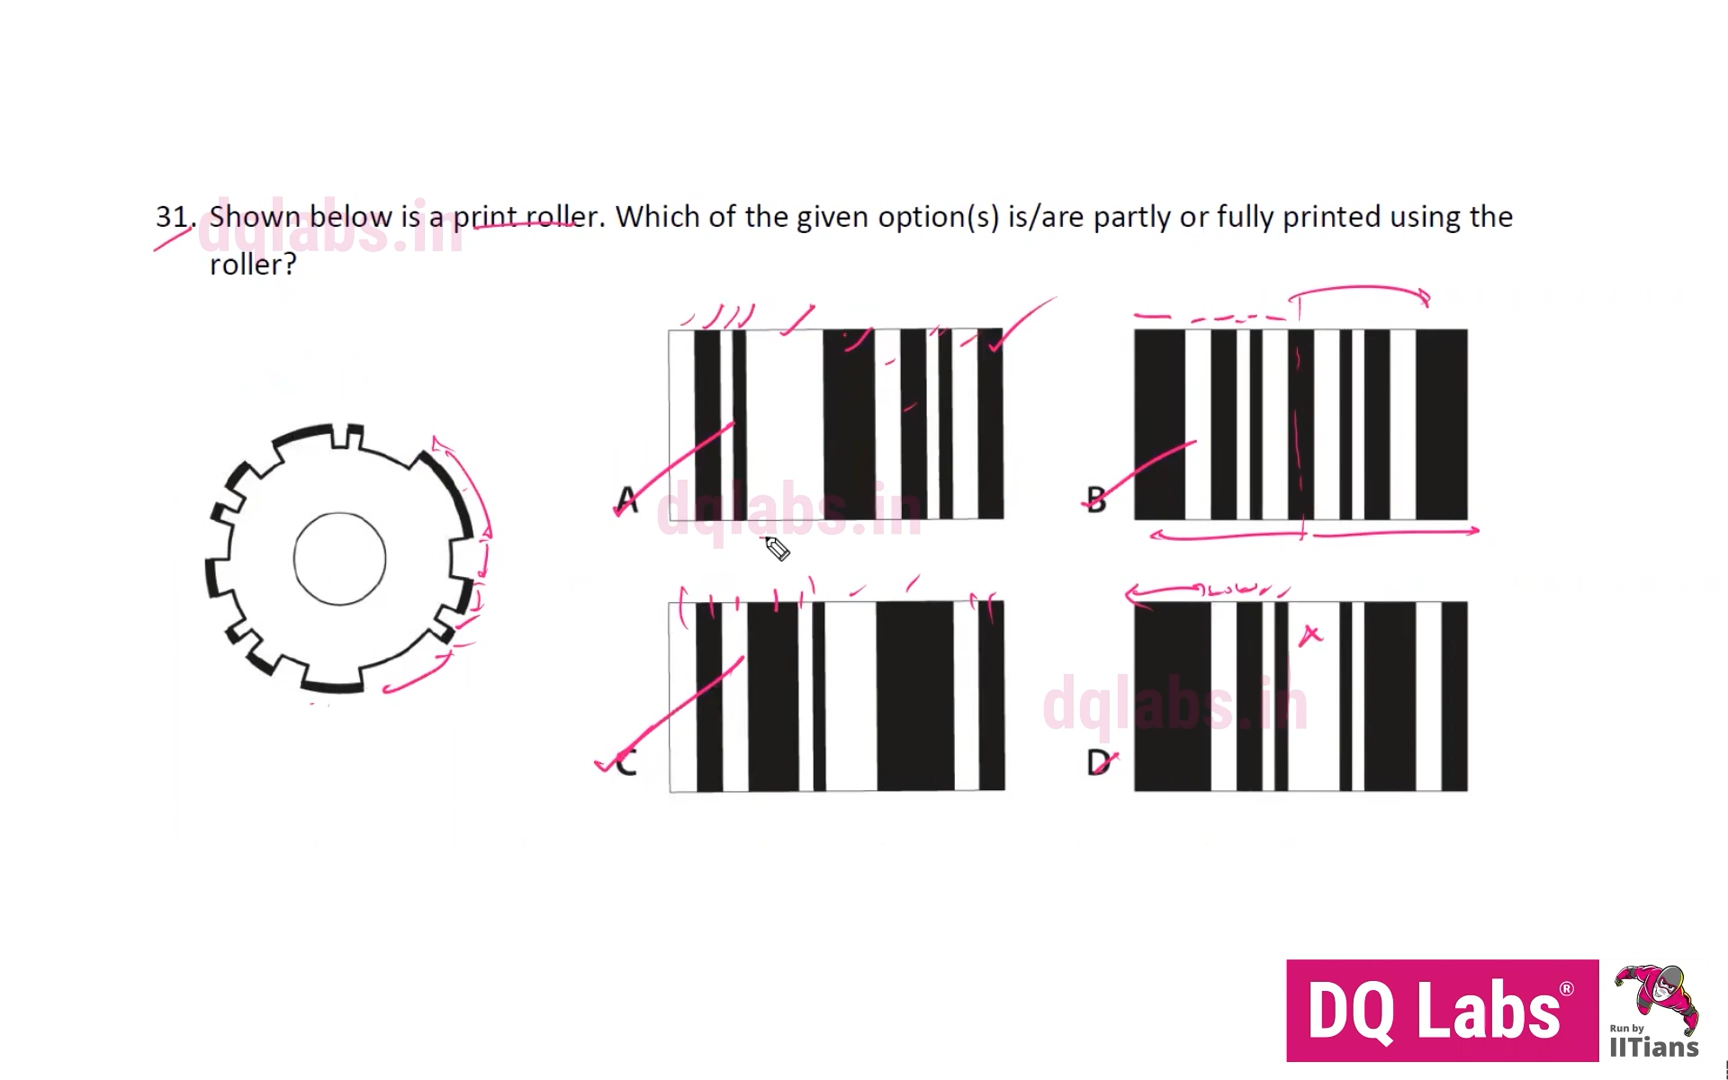 31. Shown below is a print roller. Which of the given option(s) is/are partly or fully printed using the
roller?
dqlabs.in
A
B
dqlabs.in
C
D
dqlabs.in
DQ Labs®
Run by
IITians